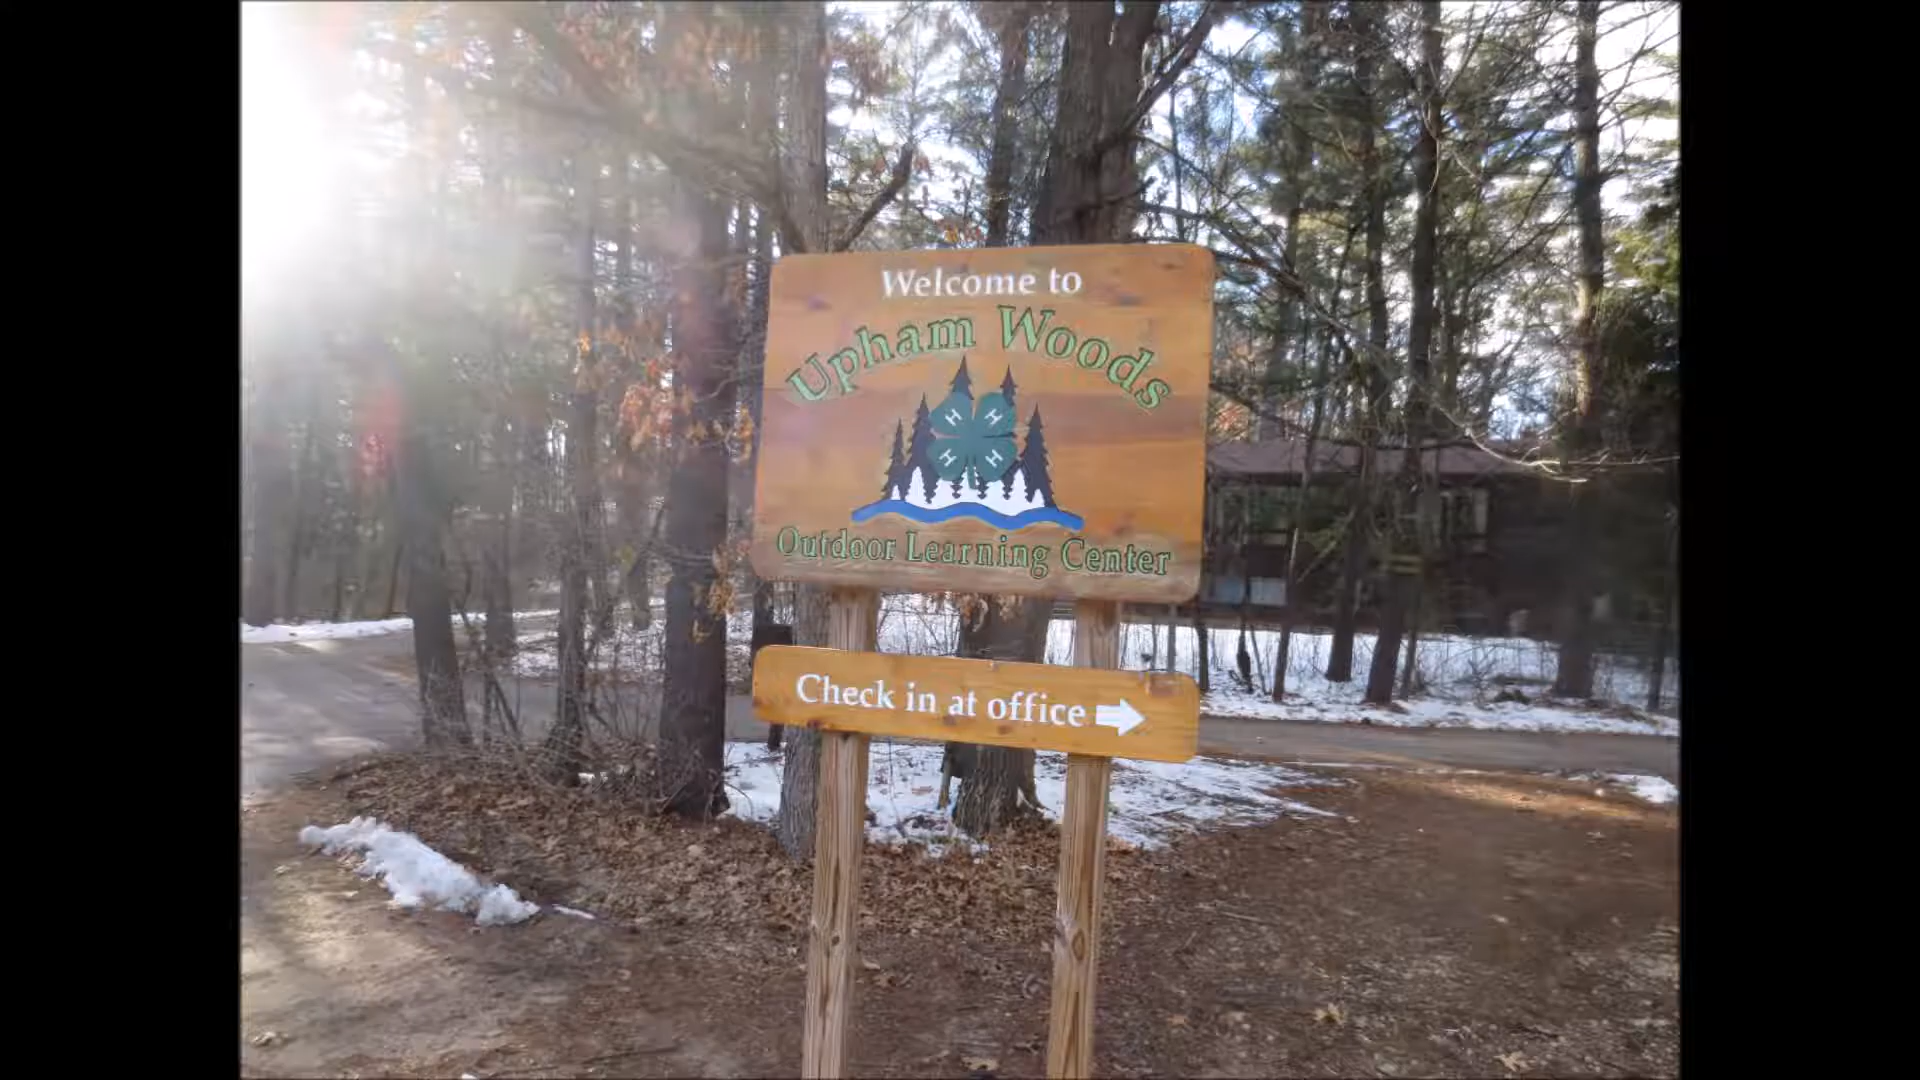 Welcome to
Upham Woods
H H
H H
Outdoor Learning Center
Check in at office